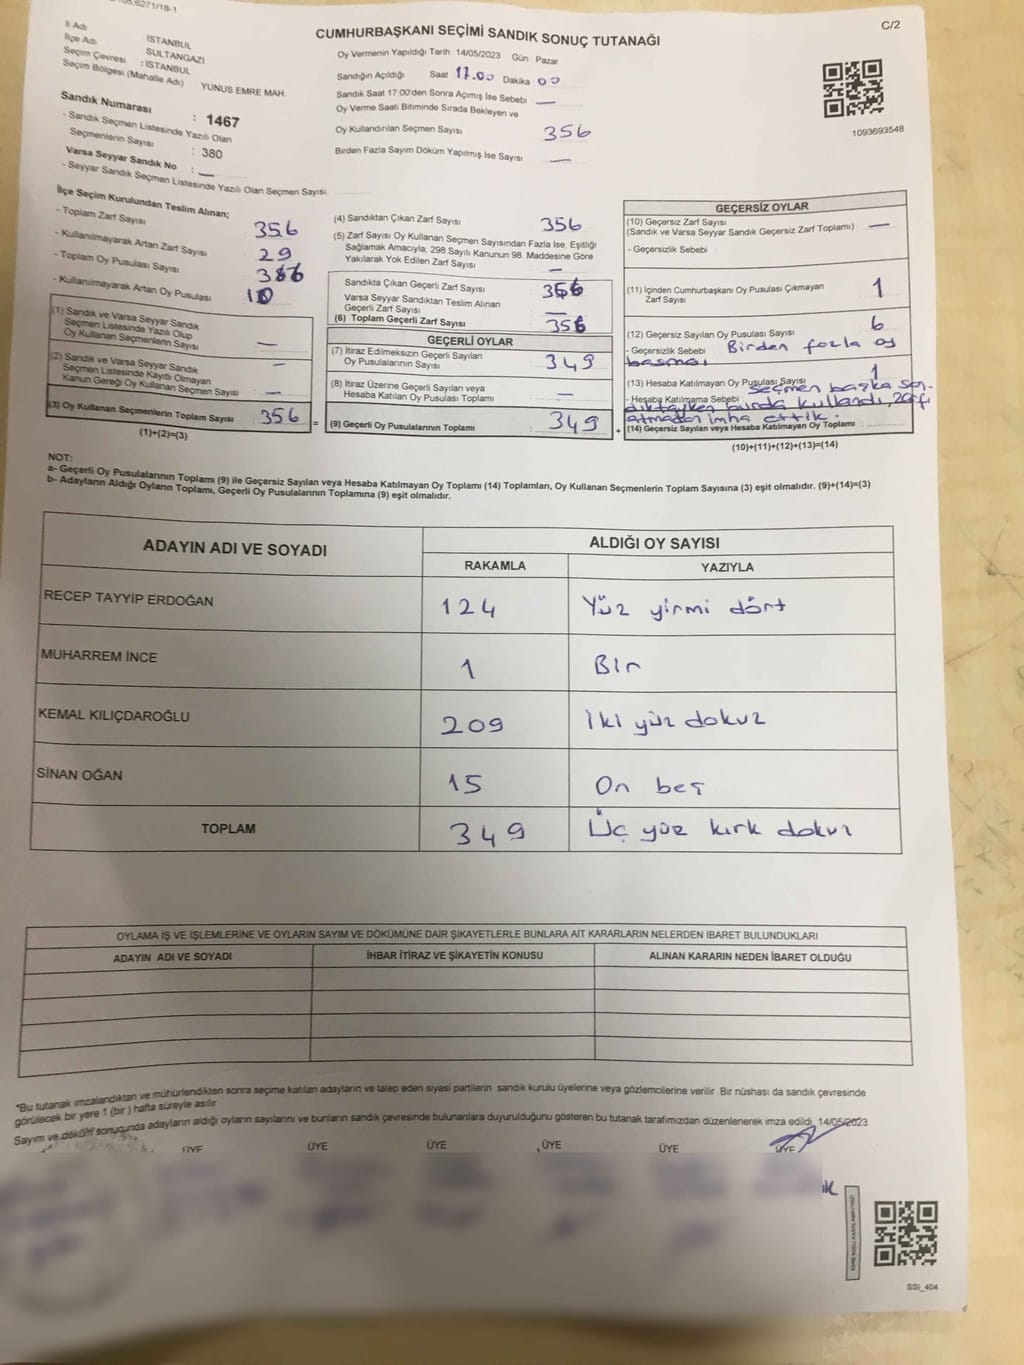 6271/18-1
C/2
CUMHURBAŞKANI SEÇİMİ SANDIK SONUÇ TUTANAĞI
İl Adı İSTANBUL
İlçe Adı SULTANGAZİ
Seçim Çevresi : İSTANBUL
Seçim Bölgesi (Mahalle Adı) YUNUS EMRE MAH.
Sandık Numarası : 1467
- Sandık Seçmen Listesinde Yazılı Olan
Seçmenlerin Sayısı : 380
Varsa Seyyar Sandık No : —
- Seyyar Sandık Seçmen Listesinde Yazılı Olan Seçmen Sayısı
Oy Vermenin Yapıldığı Tarih 14/05/2023 Gün Pazar
Sandığın Açıldığı Saat 17.00 Dakika 00
Sandık Saat 17:00'den Sonra Açımış İse Sebebi —
Oy Verme Saati Bitiminde Sırada Bekleyen ve
Oy Kullandırılan Seçmen Sayısı 356
Birden Fazla Sayım Döküm Yapılmış İse Sayısı —
1093693548
İlçe Seçim Kurulundan Teslim Alınan;
- Toplam Zarf Sayısı 356
- Kullanılmayarak Artan Zarf Sayısı 29
- Toplam Oy Pusulası Sayısı
- Kullanılmayarak Artan Oy Pusulası
(1) Sandık ve Varsa Seyyar Sandık
Seçmen Listesinde Yazılı Olup
Oy Kullanan Seçmenlerin Sayısı —
(2) Sandık ve Varsa Seyyar Sandık
Seçmen Listesinde Kayıtlı Olmayan
Kanun Gereği Oy Kullanan Seçmen Sayısı —
(3) Oy Kullanan Seçmenlerin Toplam Sayısı 356 =
(1)+(2)=(3)
(4) Sandıktan Çıkan Zarf Sayısı 356
(5) Zarf Sayısı Oy Kullanan Seçmen Sayısından Fazla İse, Eşitliği
Sağlamak Amacıyla; 298 Sayılı Kanunun 98. Maddesine Göre
Yakılarak Yok Edilen Zarf Sayısı —
Sandıkta Çıkan Geçerli Zarf Sayısı 356
Varsa Seyyar Sandıktan Teslim Alınan
Geçerli Zarf Sayısı —
(6) Toplam Geçerli Zarf Sayısı 356
GEÇERLİ OYLAR
(7) İtiraz Edilmeksizin Geçerli Sayılan
Oy Pusulalarının Sayısı 349
(8) İtiraz Üzerine Geçerli Sayılan veya
Hesaba Katılan Oy Pusulası Toplamı —
(9) Geçerli Oy Pusulalarının Toplamı 349 +
GEÇERSİZ OYLAR
(10) Geçersiz Zarf Sayısı
(Sandık ve Varsa Seyyar Sandık Geçersiz Zarf Toplamı) —
- Geçersizlik Sebebi
(11) İçinden Cumhurbaşkanı Oy Pusulası Çıkmayan
Zarf Sayısı 1
(12) Geçersiz Sayılan Oy Pusulası Sayısı 6
- Geçersizlik Sebebi Birden fazla oy
basması
(13) Hesaba Katılmayan Oy Pusulası Sayısı 1
- Hesaba Katılmama Sebebi seçmen başka san-
dıktayken burda kullandı, zarfı
atmadan imha ettik.
(14) Geçersiz Sayılan veya Hesaba Katılmayan Oy Toplamı
(10)+(11)+(12)+(13)=(14)
NOT:
a- Geçerli Oy Pusulalarının Toplamı (9) ile Geçersiz Sayılan veya Hesaba Katılmayan Oy Toplamı (14) Toplamları, Oy Kullanan Seçmenlerin Toplam Sayısına (3) eşit olmalıdır. (9)+(14)=(3)
b- Adayların Aldığı Oyların Toplamı, Geçerli Oy Pusulalarının Toplamına (9) eşit olmalıdır.
ADAYIN ADI VE SOYADI ALDIĞI OY SAYISI
RAKAMLA YAZIYLA
RECEP TAYYİP ERDOĞAN 124 Yüz yirmi dört
MUHARREM İNCE 1 Bir
KEMAL KILIÇDAROĞLU 209 İki yüz dokuz
SİNAN OĞAN 15 On beş
TOPLAM 349 Üç yüz kırk dokuz
OYLAMA İŞ VE İŞLEMLERİNE VE OYLARIN SAYIM VE DÖKÜMÜNE DAİR ŞİKAYETLERLE BUNLARA AİT KARARLARIN NELERDEN İBARET BULUNDUKLARI
ADAYIN ADI VE SOYADI İHBAR İTİRAZ VE ŞİKAYETİN KONUSU ALINAN KARARIN NEDEN İBARET OLDUĞU
*Bu tutanak imzalandıktan ve mühürlendikten sonra seçime katılan adayların ve talep eden siyasi partilerin sandık kurulu üyelerine veya gözlemcilerine verilir. Bir nüshası da sandık çevresinde
görülecek bir yere 1 (bir) hafta süreyle asılır
Sayım ve döküm sonucunda adayların aldığı oyların sayılarını ve bunların sandık çevresinde bulunanlara duyurulduğunu gösteren bu tutanak tarafımızdan düzenlenerek imza edildi. 14/05/2023
ÜYE ÜYE ÜYE ÜYE ÜYE ÜYE
SSI_404